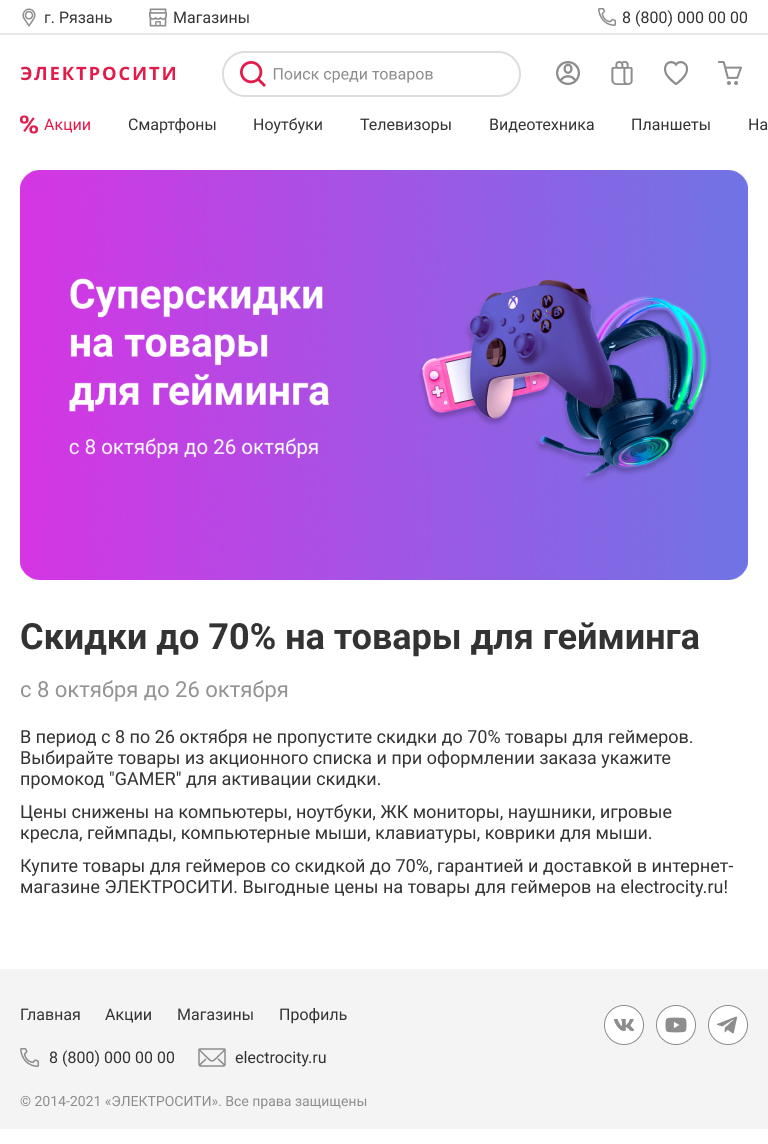 г. Рязань Магазины 8 (800) 000 00 00
ЭЛЕКТРОСИТИ Поиск среди товаров
% Акции Смартфоны Ноутбуки Телевизоры Видеотехника Планшеты На
Суперскидки
на товары
для гейминга
с 8 октября до 26 октября
Скидки до 70% на товары для гейминга
с 8 октября до 26 октября
В период с 8 по 26 октября не пропустите скидки до 70% товары для геймеров.
Выбирайте товары из акционного списка и при оформлении заказа укажите
промокод "GAMER" для активации скидки.
Цены снижены на компьютеры, ноутбуки, ЖК мониторы, наушники, игровые
кресла, геймпады, компьютерные мыши, клавиатуры, коврики для мыши.
Купите товары для геймеров со скидкой до 70%, гарантией и доставкой в интернет-
магазине ЭЛЕКТРОСИТИ. Выгодные цены на товары для геймеров на electrocity.ru!
Главная Акции Магазины Профиль
8 (800) 000 00 00 electrocity.ru
© 2014-2021 «ЭЛЕКТРОСИТИ». Все права защищены